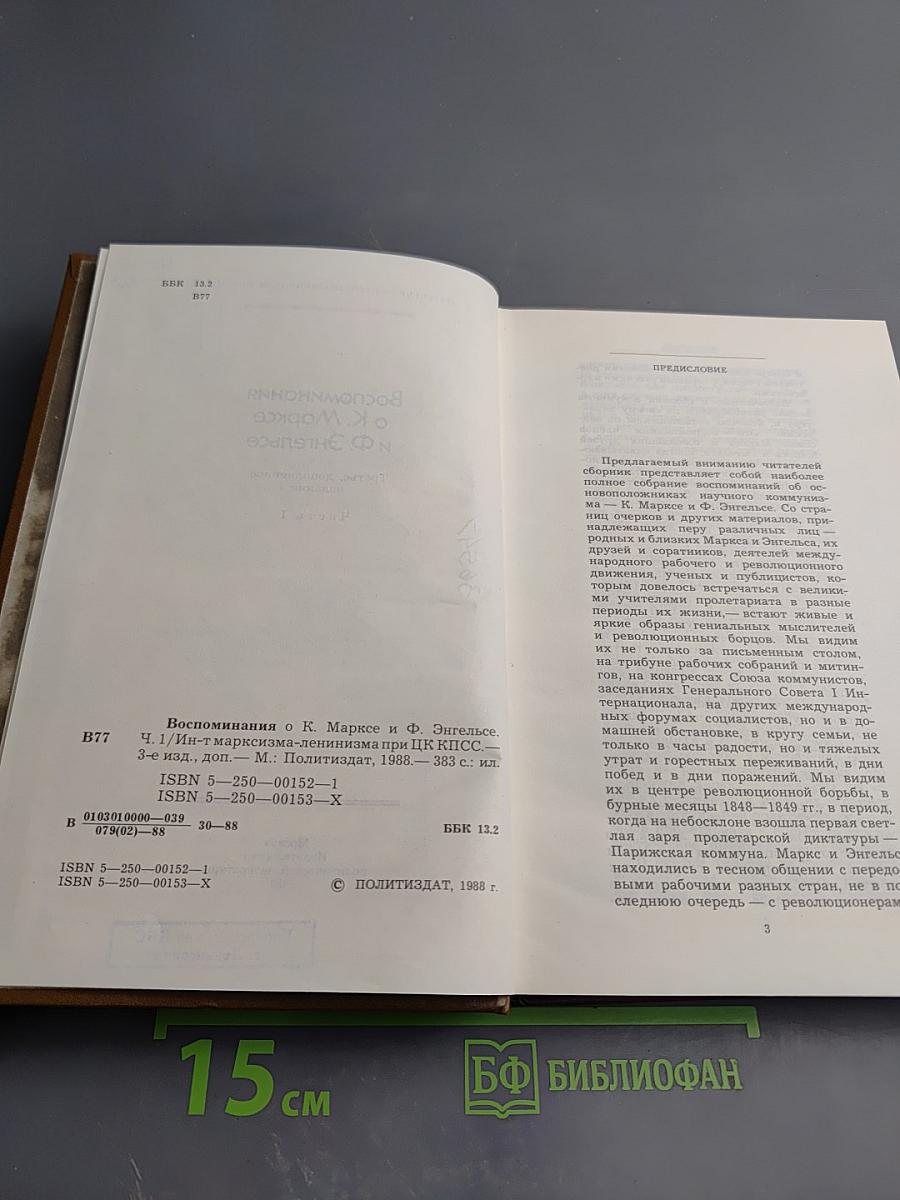 ББК 13.2
В77
Воспоминания
о К. Марксе
и Ф. Энгельсе
Третье, дополненное
издание
Часть I
В77
Воспоминания о К. Марксе и Ф. Энгельсе.
Ч. 1/Ин-т марксизма-ленинизма при ЦК КПСС.—
3-е изд., доп.— М.: Политиздат, 1988.— 383 с.: ил.
ISBN 5—250—00152—1
ISBN 5—250—00153—X
В 0103010000—039
079(02)—88
30—88
ББК 13.2
ISBN 5—250—00152—1
ISBN 5—250—00153—X
© ПОЛИТИЗДАТ, 1988 г.
ПРЕДИСЛОВИЕ
Предлагаемый вниманию читателей
сборник представляет собой наиболее
полное собрание воспоминаний об ос-
новоположниках научного коммуниз-
ма — К. Марксе и Ф. Энгельсе. Со стра-
ниц очерков и других материалов, при-
надлежащих перу различных лиц —
родных и близких Маркса и Энгельса, их
друзей и соратников, деятелей между-
народного рабочего и революционного
движения, ученых и публицистов, ко-
торым довелось встречаться с велики-
ми учителями пролетариата в разные
периоды их жизни,— встают живые и
яркие образы гениальных мыслителей
и революционных борцов. Мы видим
их не только за письменным столом,
на трибуне рабочих собраний и митин-
гов, на конгрессах Союза коммунистов,
заседаниях Генерального Совета I Ин-
тернационала, на других международ-
ных форумах социалистов, но и в до-
машней обстановке, в кругу семьи, не
только в часы радости, но и тяжелых
утрат и горестных переживаний, в дни
побед и в дни поражений. Мы видим
их в центре революционной борьбы, в
бурные месяцы 1848—1849 гг., в период,
когда на небосклоне взошла первая свет-
лая заря пролетарской диктатуры —
Парижская коммуна. Маркс и Энгельс
находились в тесном общении с передо
выми рабочими разных стран, не в по
следнюю очередь — с революционерам
3
15 см
БФ БИБЛИОФАН